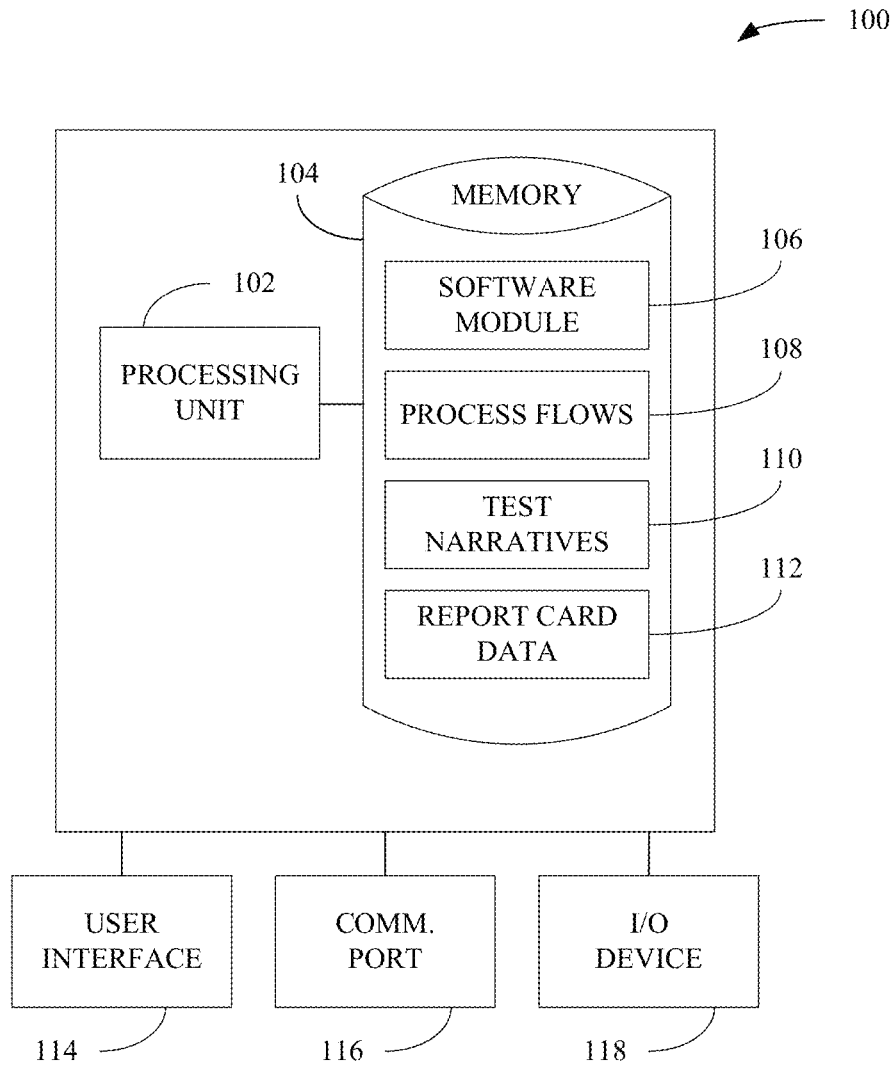 100
104
MEMORY
106
SOFTWARE
MODULE
102
PROCESSING
UNIT
108
PROCESS FLOWS
110
TEST
NARRATIVES
112
REPORT CARD
DATA
USER
INTERFACE
COMM.
PORT
I/O
DEVICE
114
116
118